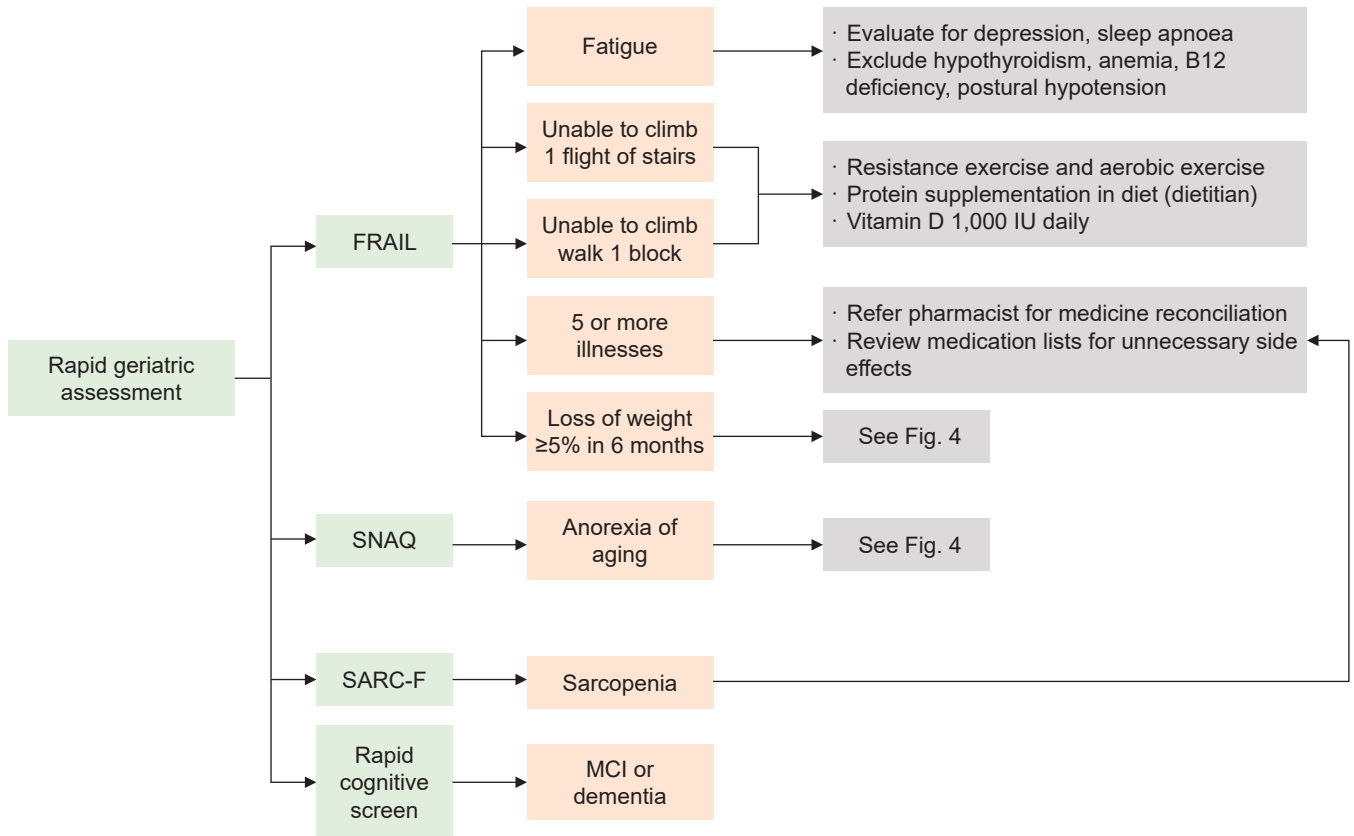 Rapid geriatric
assessment
FRAIL
Fatigue
· Evaluate for depression, sleep apnoea
· Exclude hypothyroidism, anemia, B12
deficiency, postural hypotension
Unable to climb
1 flight of stairs
Unable to climb
walk 1 block
· Resistance exercise and aerobic exercise
· Protein supplementation in diet (dietitian)
· Vitamin D 1,000 IU daily
5 or more
illnesses
· Refer pharmacist for medicine reconciliation
· Review medication lists for unnecessary side
effects
Loss of weight
≥5% in 6 months
See Fig. 4
SNAQ
Anorexia of
aging
See Fig. 4
SARC-F
Sarcopenia
Rapid
cognitive
screen
MCI or
dementia